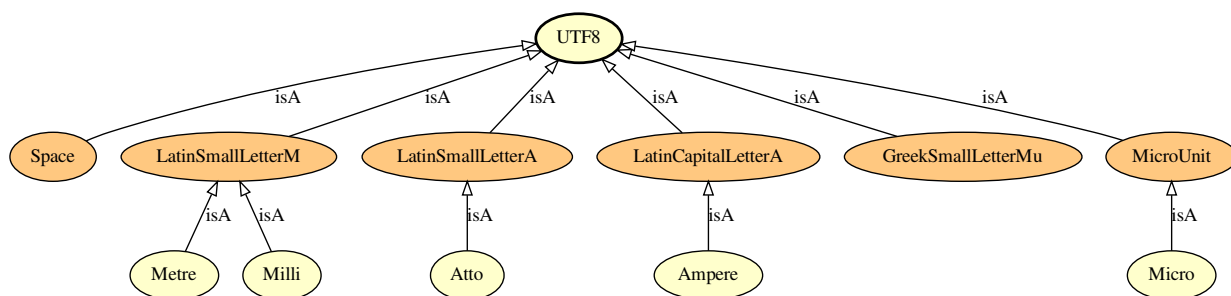 UTF8
isA isA isA isA isA isA
Space LatinSmallLetterM LatinSmallLetterA LatinCapitalLetterA GreekSmallLetterMu MicroUnit
isA isA isA isA isA
Metre Milli Atto Ampere Micro